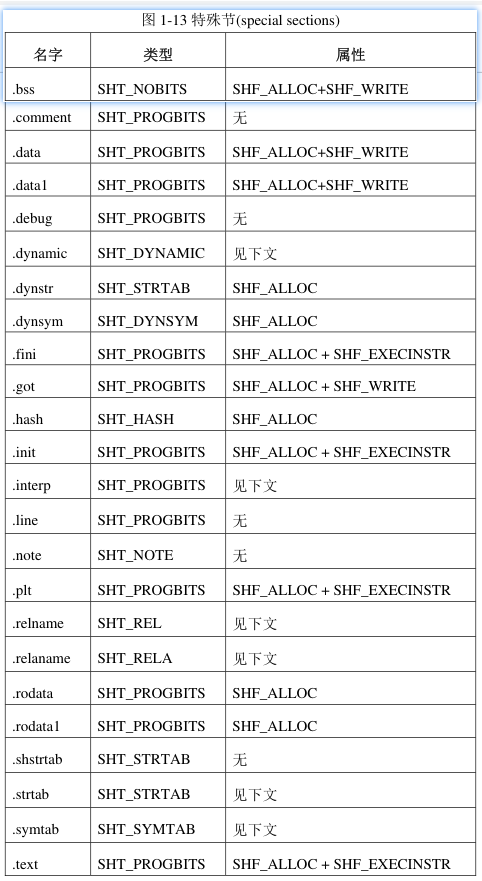 图 1-13 特殊节(special sections)
名字 类型 属性
.bss SHT_NOBITS SHF_ALLOC+SHF_WRITE
.comment SHT_PROGBITS 无
.data SHT_PROGBITS SHF_ALLOC+SHF_WRITE
.data1 SHT_PROGBITS SHF_ALLOC+SHF_WRITE
.debug SHT_PROGBITS 无
.dynamic SHT_DYNAMIC 见下文
.dynstr SHT_STRTAB SHF_ALLOC
.dynsym SHT_DYNSYM SHF_ALLOC
.fini SHT_PROGBITS SHF_ALLOC + SHF_EXECINSTR
.got SHT_PROGBITS SHF_ALLOC + SHF_WRITE
.hash SHT_HASH SHF_ALLOC
.init SHT_PROGBITS SHF_ALLOC + SHF_EXECINSTR
.interp SHT_PROGBITS 见下文
.line SHT_PROGBITS 无
.note SHT_NOTE 无
.plt SHT_PROGBITS SHF_ALLOC + SHF_EXECINSTR
.relname SHT_REL 见下文
.relaname SHT_RELA 见下文
.rodata SHT_PROGBITS SHF_ALLOC
.rodata1 SHT_PROGBITS SHF_ALLOC
.shstrtab SHT_STRTAB 无
.strtab SHT_STRTAB 见下文
.symtab SHT_SYMTAB 见下文
.text SHT_PROGBITS SHF_ALLOC + SHF_EXECINSTR